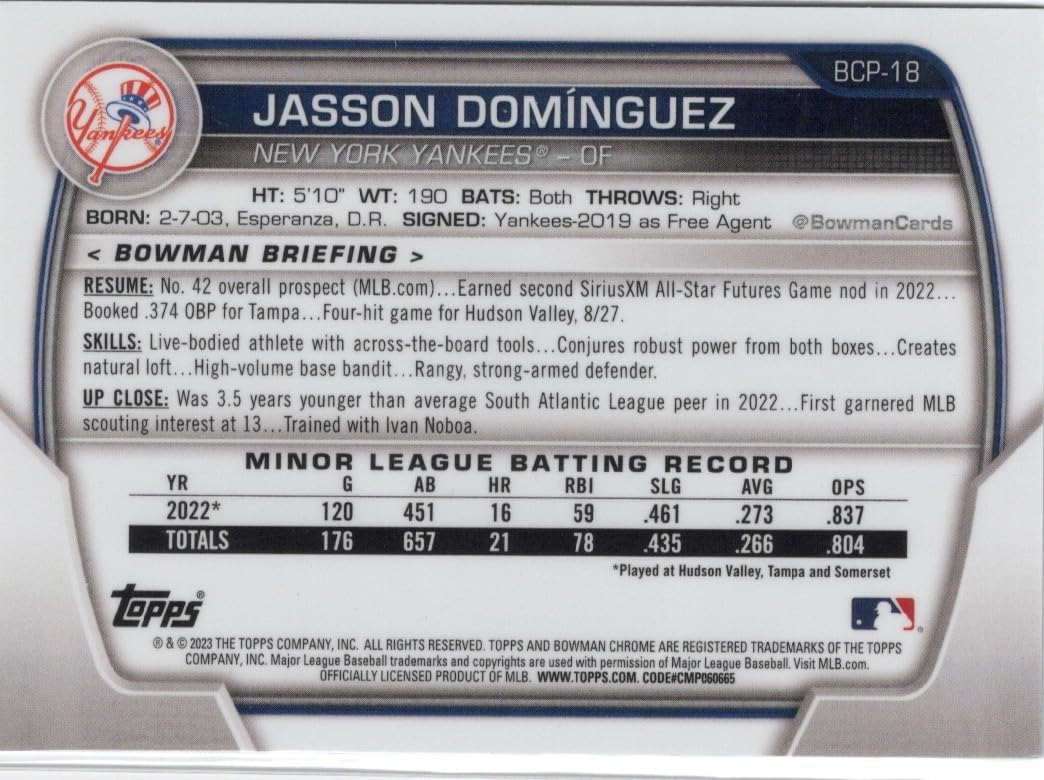 BCP-18
Yankees
JASSON DOMÍNGUEZ
NEW YORK YANKEES® – OF
HT: 5'10" WT: 190 BATS: Both THROWS: Right
BORN: 2-7-03, Esperanza, D.R. SIGNED: Yankees-2019 as Free Agent @BowmanCards
< BOWMAN BRIEFING >
RESUME: No. 42 overall prospect (MLB.com)...Earned second SiriusXM All-Star Futures Game nod in 2022...
Booked .374 OBP for Tampa...Four-hit game for Hudson Valley, 8/27.
SKILLS: Live-bodied athlete with across-the-board tools...Conjures robust power from both boxes...Creates
natural loft...High-volume base bandit...Rangy, strong-armed defender.
UP CLOSE: Was 3.5 years younger than average South Atlantic League peer in 2022...First garnered MLB
scouting interest at 13...Trained with Ivan Noboa.
MINOR LEAGUE BATTING RECORD
YR G AB HR RBI SLG AVG OPS
2022* 120 451 16 59 .461 .273 .837
TOTALS 176 657 21 78 .435 .266 .804
*Played at Hudson Valley, Tampa and Somerset
Topps®
® & © 2023 THE TOPPS COMPANY, INC. ALL RIGHTS RESERVED. TOPPS AND BOWMAN CHROME ARE REGISTERED TRADEMARKS OF THE TOPPS
COMPANY, INC. Major League Baseball trademarks and copyrights are used with permission of Major League Baseball. Visit MLB.com.
OFFICIALLY LICENSED PRODUCT OF MLB. WWW.TOPPS.COM. CODE#CMP060665